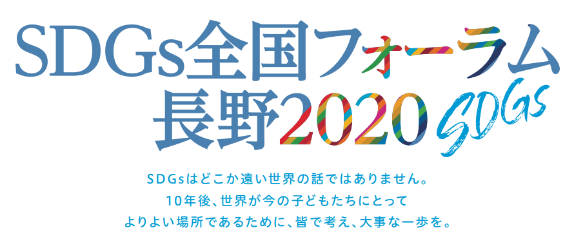 SDGs全国フォーラム
長野2020 SDGs
SDGsはどこか遠い世界の話ではありません。
10年後、世界が今の子どもたちにとって
よりよい場所であるために、皆で考え、大事な一歩を。